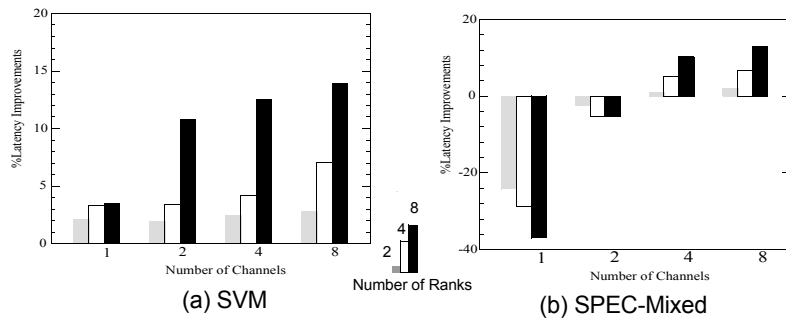 20
15
10
5
0
%Latency Improvements
1 2 4 8
Number of Channels
(a) SVM
2 4 8
Number of Ranks
20
0
-20
-40
%Latency Improvements
1 2 4 8
Number of Channels
(b) SPEC-Mixed